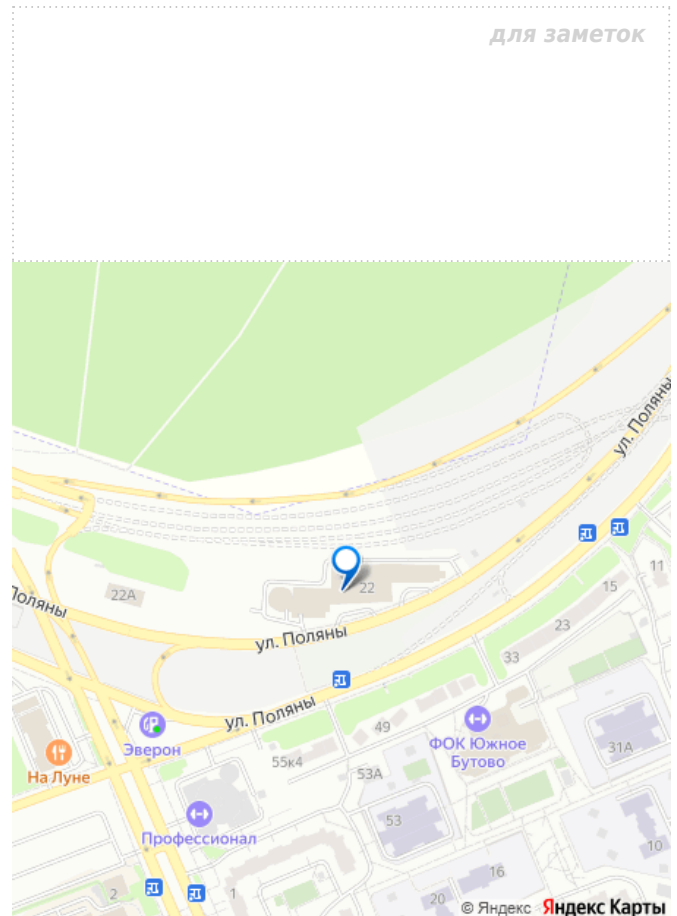 для заметок
ул. Поляны
11
15
22
22А
Поляны
23
ул. Поляны
33
ул. Поляны
49
Эверон
ФОК Южное
Бутово
31А
На Луне
55к4
53А
53
Профессионал
10
16
2
1
20
© Яндекс Яндекс Карты